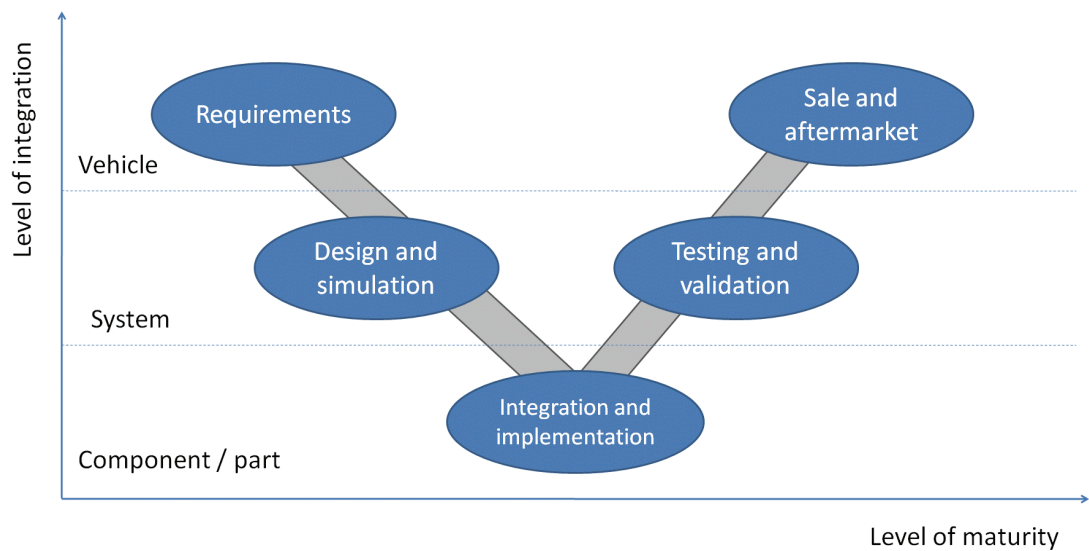 Level of integration
Requirements
Sale and
aftermarket
Vehicle
Design and
simulation
Testing and
validation
System
Integration and
implementation
Component / part
Level of maturity